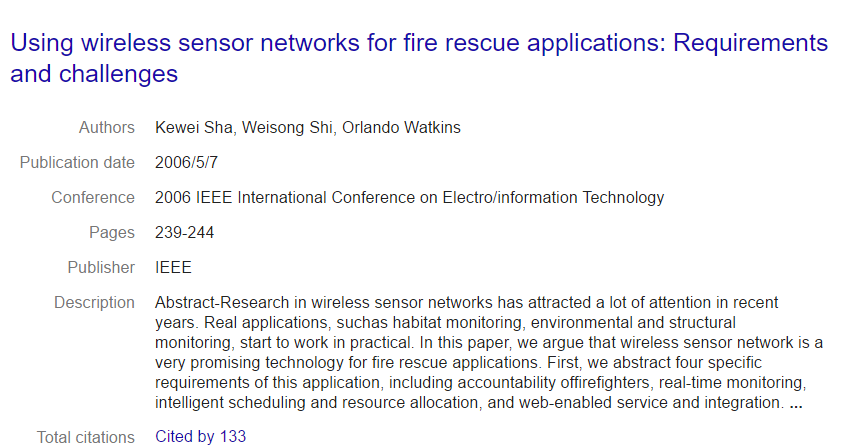 Using wireless sensor networks for fire rescue applications: Requirements
and challenges
Authors Kewei Sha, Weisong Shi, Orlando Watkins
Publication date 2006/5/7
Conference 2006 IEEE International Conference on Electro/information Technology
Pages 239-244
Publisher IEEE
Description Abstract-Research in wireless sensor networks has attracted a lot of attention in recent
years. Real applications, suchas habitat monitoring, environmental and structural
monitoring, start to work in practical. In this paper, we argue that wireless sensor network is a
very promising technology for fire rescue applications. First, we abstract four specific
requirements of this application, including accountability offirefighters, real-time monitoring,
intelligent scheduling and resource allocation, and web-enabled service and integration. ...
Total citations Cited by 133